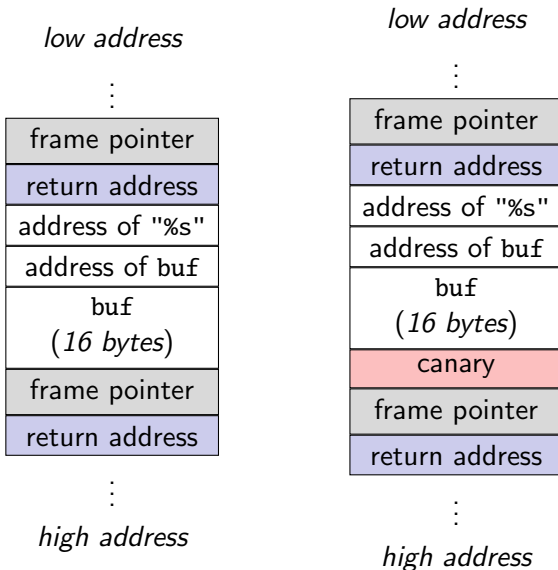 low address
⋮
frame pointer
return address
address of "%s"
address of buf
buf
(16 bytes)
frame pointer
return address
⋮
high address
low address
⋮
frame pointer
return address
address of "%s"
address of buf
buf
(16 bytes)
canary
frame pointer
return address
⋮
high address